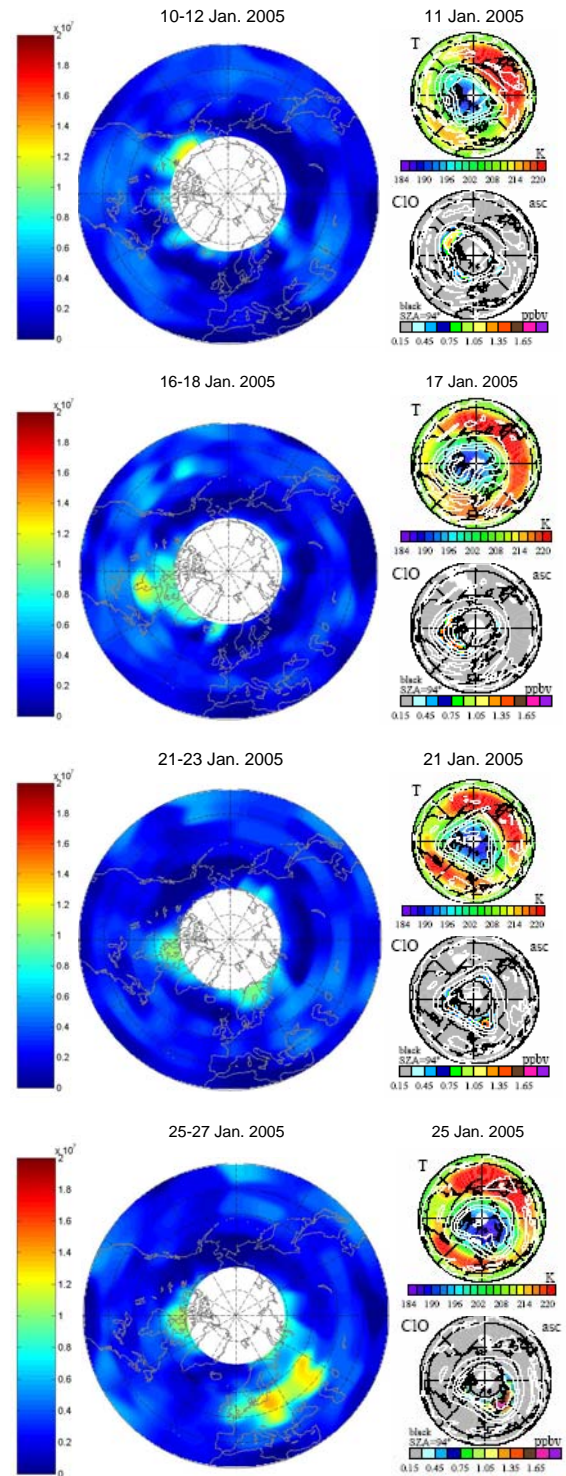 10-12 Jan. 2005
x 10⁷
2
1.8
1.6
1.4
1.2
1
0.8
0.6
0.4
0.2
0
11 Jan. 2005
T
K
184 190 196 202 208 214 220
ClO asc
black
SZA=94° ppbv
0.15 0.45 0.75 1.05 1.35 1.65
16-18 Jan. 2005
x 10⁷
2
1.8
1.6
1.4
1.2
1
0.8
0.6
0.4
0.2
0
17 Jan. 2005
T
K
184 190 196 202 208 214 220
ClO asc
black
SZA=94° ppbv
0.15 0.45 0.75 1.05 1.35 1.65
21-23 Jan. 2005
x 10⁷
2
1.8
1.6
1.4
1.2
1
0.8
0.6
0.4
0.2
0
21 Jan. 2005
T
K
184 190 196 202 208 214 220
ClO asc
black
SZA=94° ppbv
0.15 0.45 0.75 1.05 1.35 1.65
25-27 Jan. 2005
x 10⁷
2
1.8
1.6
1.4
1.2
1
0.8
0.6
0.4
0.2
0
25 Jan. 2005
T
K
184 190 196 202 208 214 220
ClO asc
black
SZA=94° ppbv
0.15 0.45 0.75 1.05 1.35 1.65